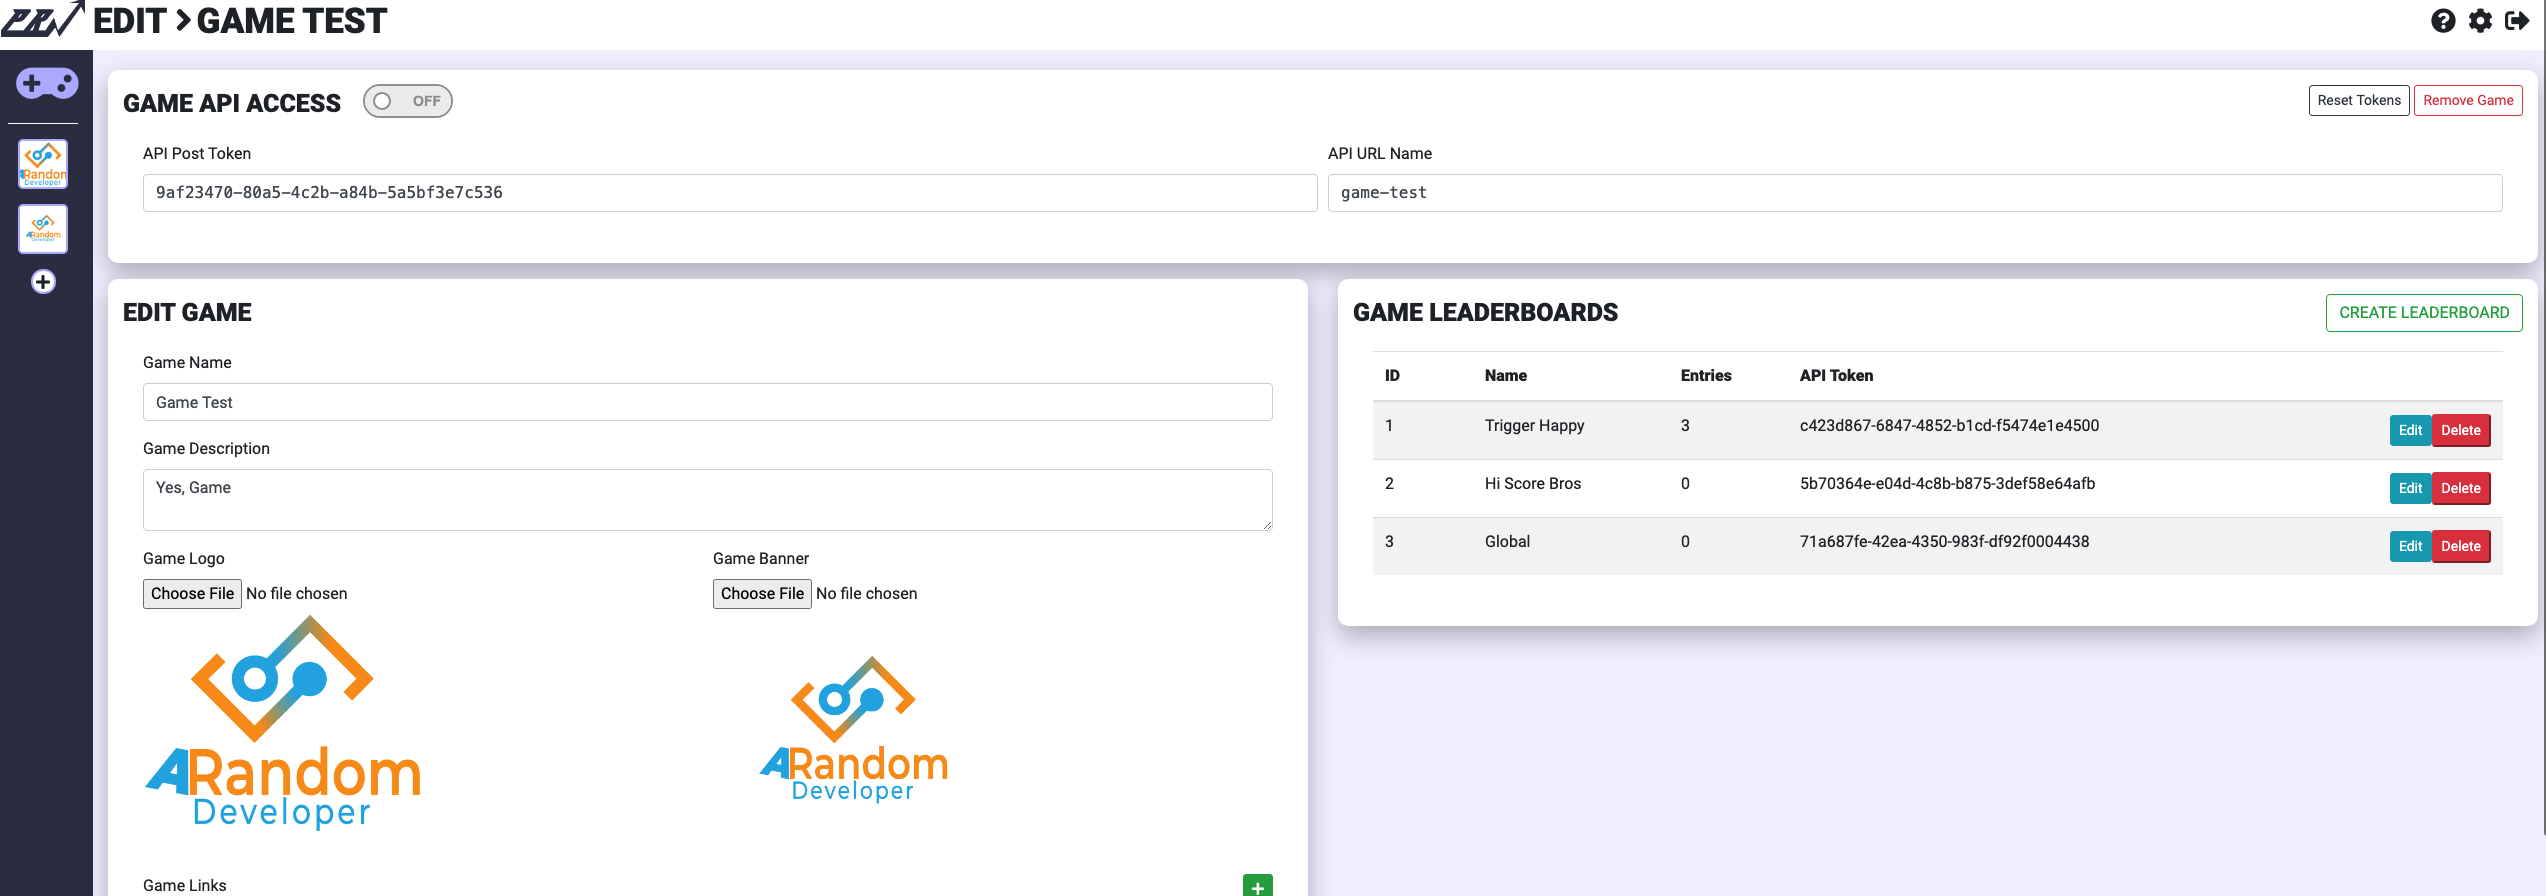 EDIT > GAME TEST
GAME API ACCESS
OFF
Reset Tokens
Remove Game
API Post Token
API URL Name
9af23470-80a5-4c2b-a84b-5a5bf3e7c536
game-test
ARandom
Developer
ARandom
Developer
EDIT GAME
Game Name
Game Test
Game Description
Yes, Game
Game Logo
Game Banner
Choose File No file chosen
Choose File No file chosen
ARandom
Developer
ARandom
Developer
Game Links
GAME LEADERBOARDS
CREATE LEADERBOARD
ID Name Entries API Token
1 Trigger Happy 3 c423d867-6847-4852-b1cd-f5474e1e4500 Edit Delete
2 Hi Score Bros 0 5b70364e-e04d-4c8b-b875-3def58e64afb Edit Delete
3 Global 0 71a687fe-42ea-4350-983f-df92f0004438 Edit Delete